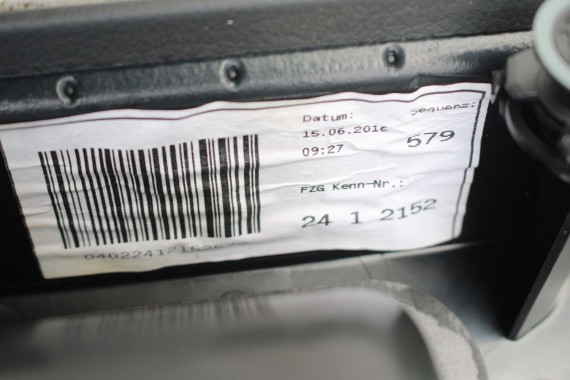 Datum: Sequenz:
15.06.2016 579
09:27
FZG Kenn-Nr.:
24 1 2152